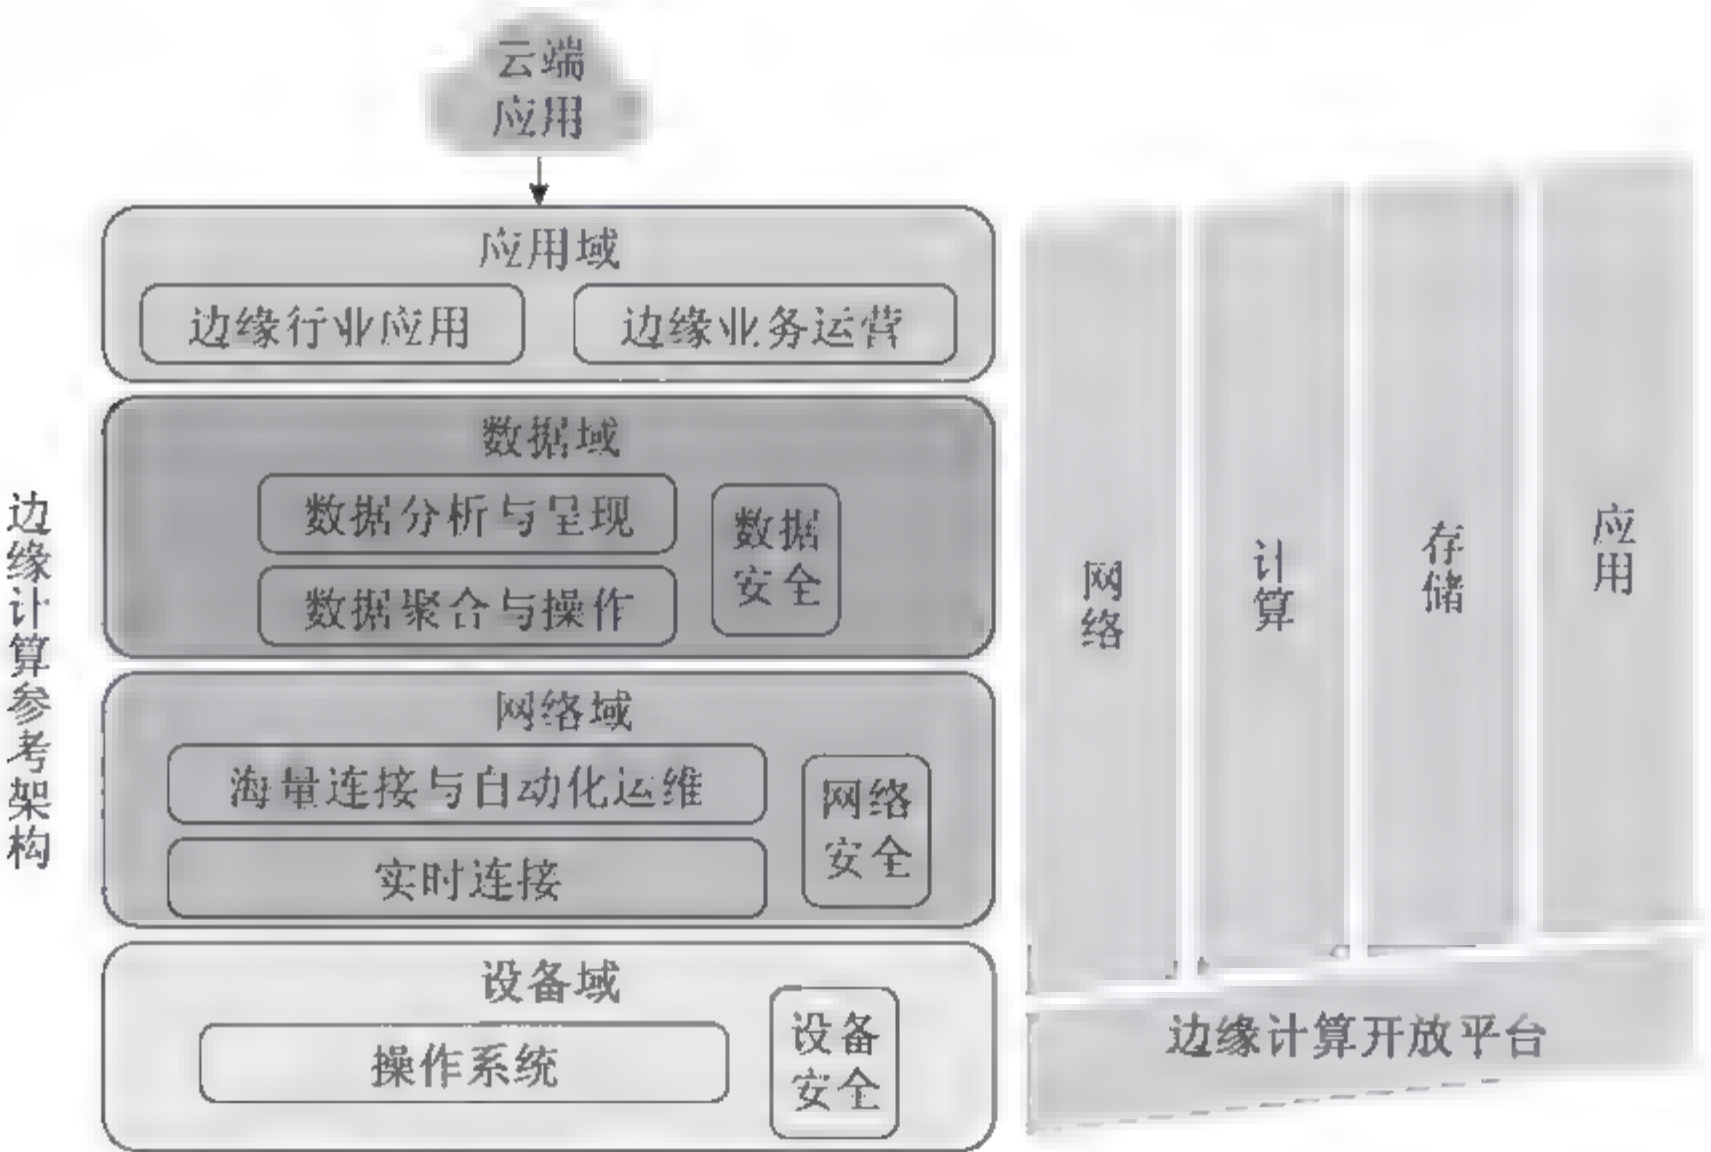 云端
应用
应用域
边缘行业应用
边缘业务运营
数据域
数据分析与呈现
数据聚合与操作
数据
安全
网络域
海量连接与自动化运维
实时连接
网络
安全
设备域
操作系统
设备
安全
边缘计算参考架构
网络
计算
存储
应用
边缘计算开放平台